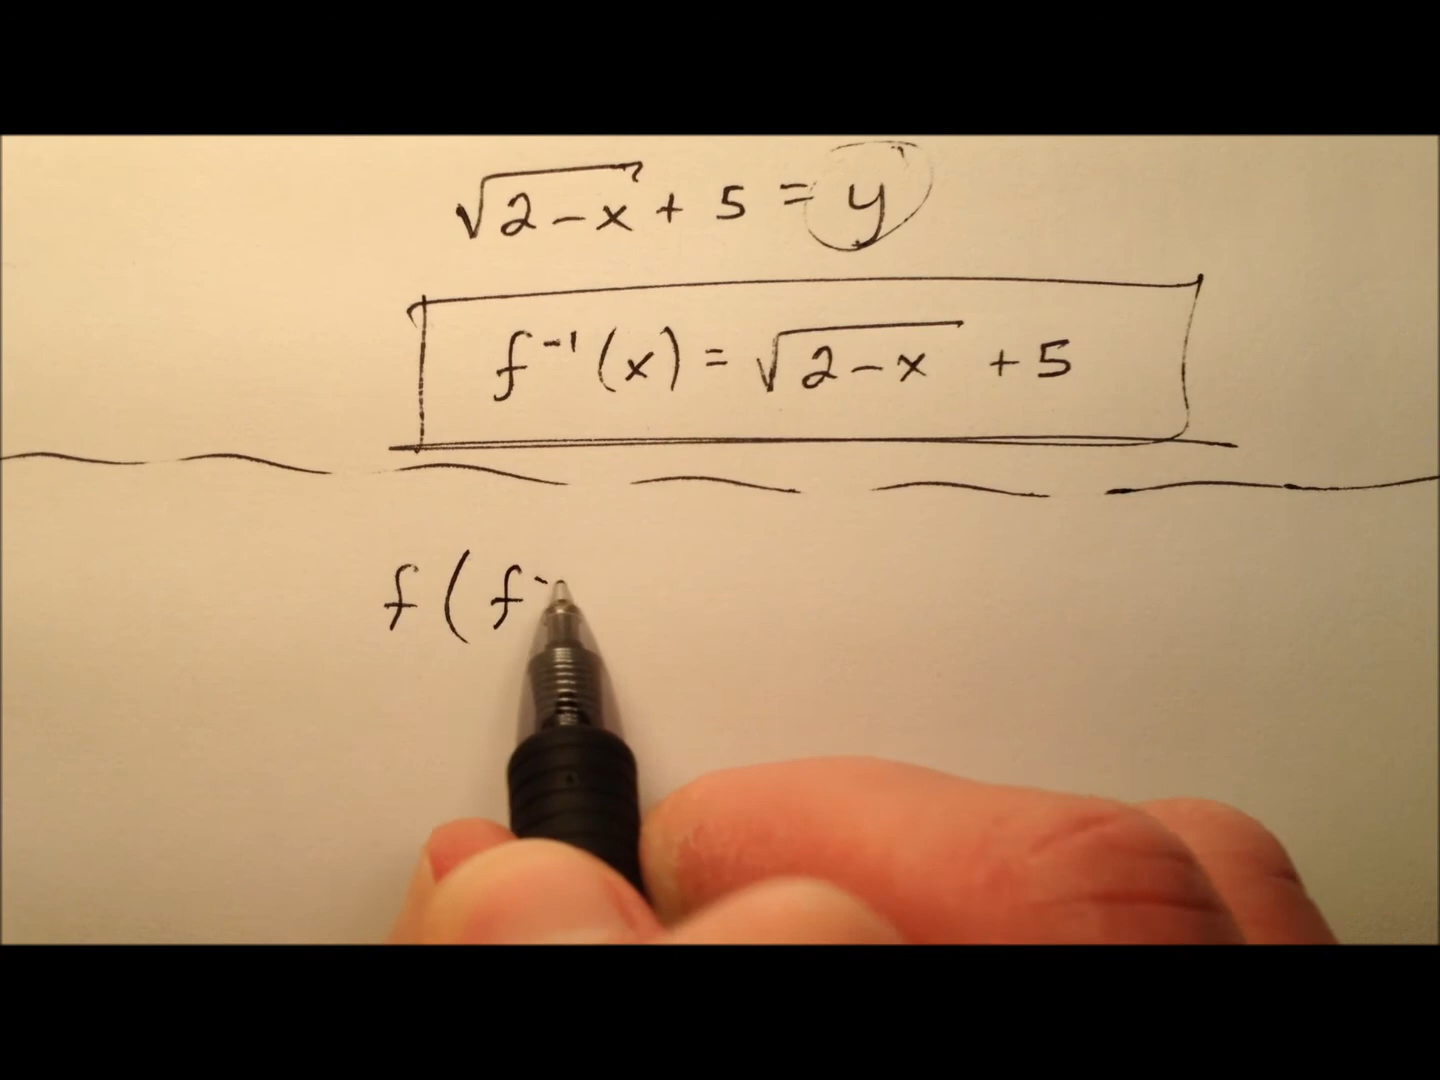 √2-x + 5 = y
f⁻¹(x) = √2-x + 5
f(f⁻